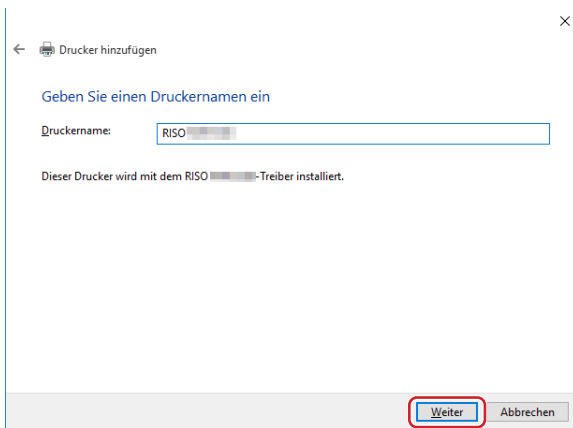 Drucker hinzufügen
Geben Sie einen Druckernamen ein
Druckername: RISO
Dieser Drucker wird mit dem RISO -Treiber installiert.
Weiter Abbrechen